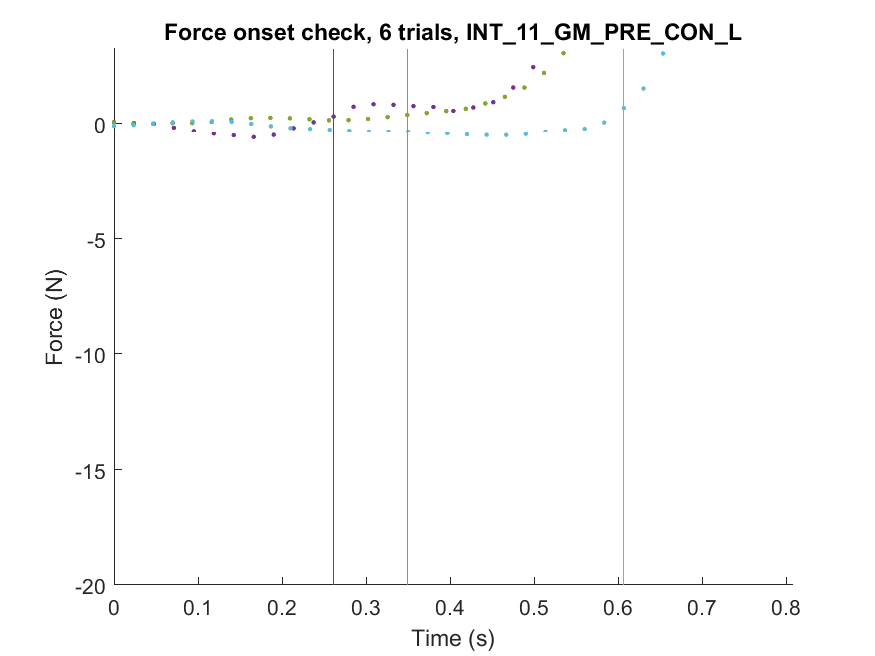 Force onset check, 6 trials, INT_11_GM_PRE_CON_L
0
-5
-10
-15
-20
Force (N)
0 0.1 0.2 0.3 0.4 0.5 0.6 0.7 0.8
Time (s)